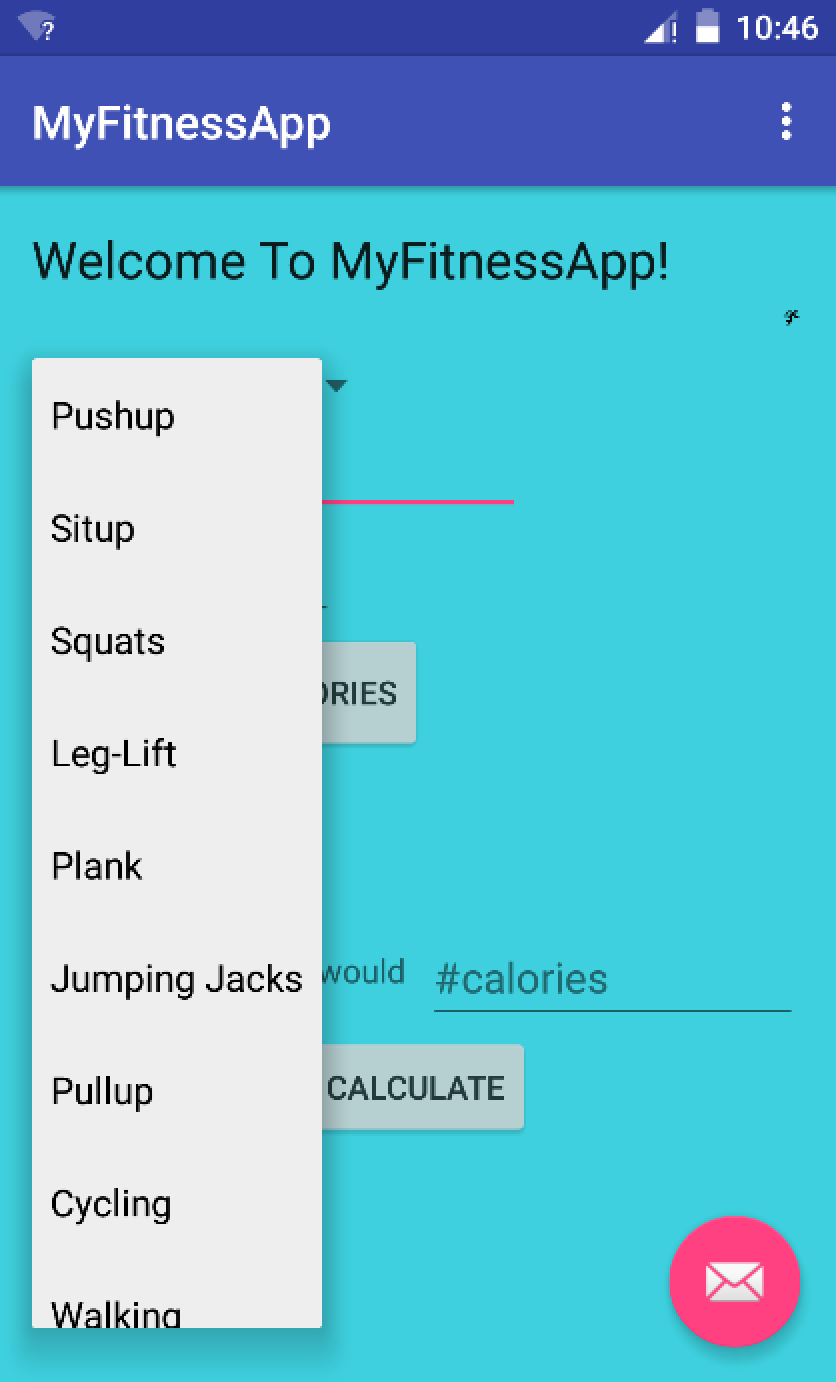 10:46
MyFitnessApp
Welcome To MyFitnessApp!
Pushup
Situp
Squats
ORIES
Leg-Lift
Plank
Jumping Jacks
would
#calories
Pullup
CALCULATE
Cycling
Walking